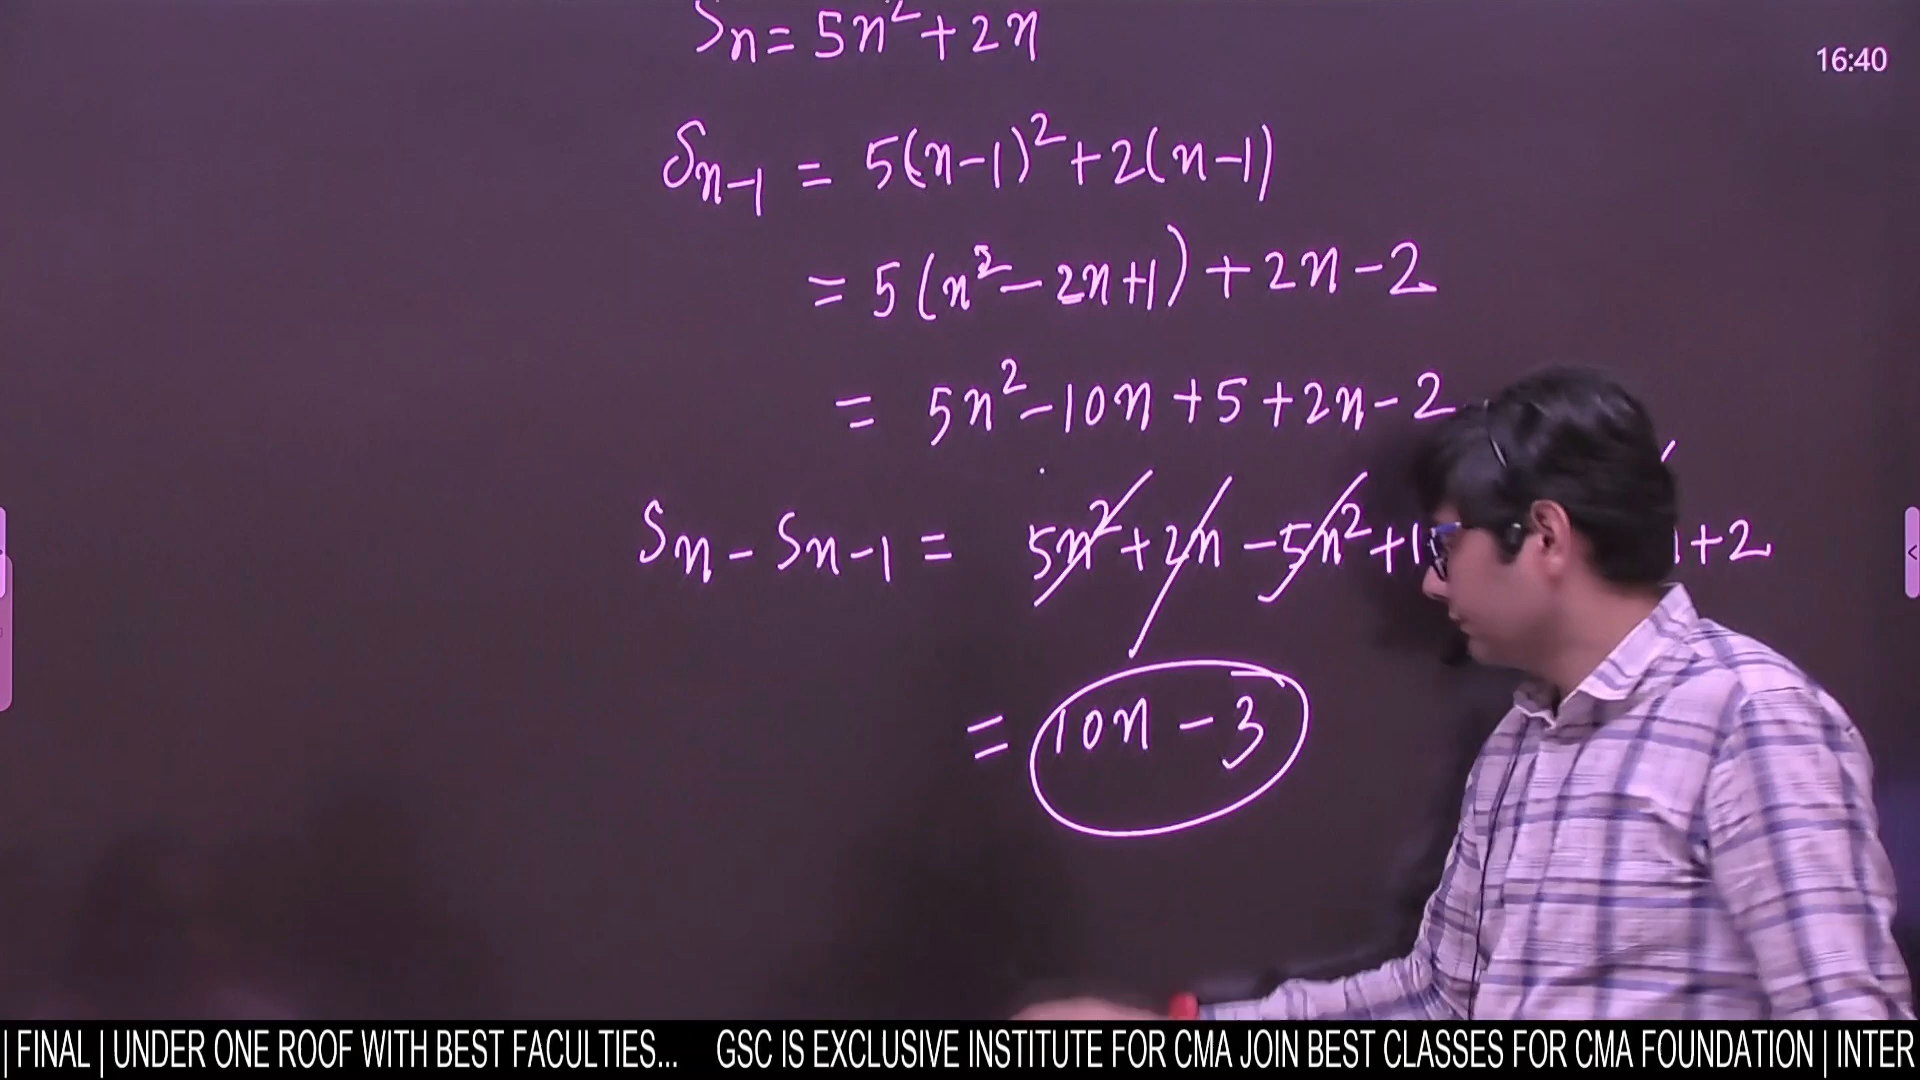 Sn = 5n² + 2n
16:40
Sn-1 = 5(n-1)² + 2(n-1)
= 5(n² - 2n+1) + 2n - 2
= 5n² - 10n + 5 + 2n - 2
Sn - Sn-1 = 5n² + 2n - 5n² + 1 +2
= 10n - 3
| FINAL | UNDER ONE ROOF WITH BEST FACULTIES... GSC IS EXCLUSIVE INSTITUTE FOR CMA JOIN BEST CLASSES FOR CMA FOUNDATION | INTER